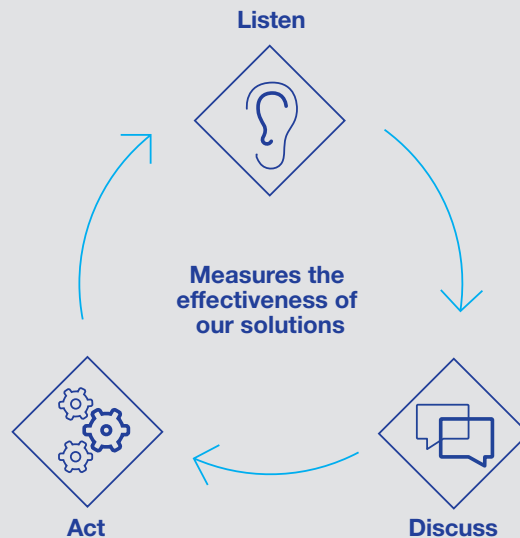 Listen
Measures the
effectiveness of
our solutions
Act
Discuss